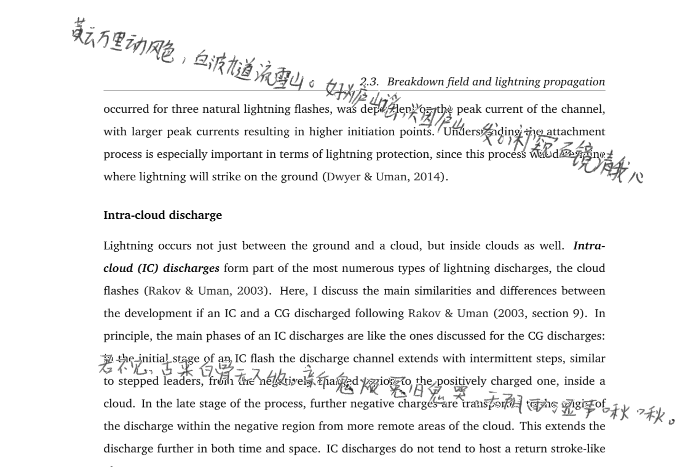 黄云万里动风色，白波九道流雪山。好为庐山谣，兴因庐山发。闲窥石镜清我心
2.3. Breakdown field and lightning propagation
occurred for three natural lightning flashes, was dependent on the peak current of the channel,
with larger peak currents resulting in higher initiation points. Understanding the attachment
process is especially important in terms of lightning protection, since this process
where lightning will strike on the ground (Dwyer & Uman, 2014).
Intra-cloud discharge
Lightning occurs not just between the ground and a cloud, but inside clouds as well. Intra-
cloud (IC) discharges form part of the most numerous types of lightning discharges, the cloud
flashes (Rakov & Uman, 2003). Here, I discuss the main similarities and differences between
the development if an IC and a CG discharged following Rakov & Uman (2003, section 9). In
principle, the main phases of an IC discharges are like the ones discussed for the CG discharges:
the initial stage of an IC flash the discharge channel extends with intermittent steps, similar
君不见，古来白骨无人收。新鬼烦冤旧鬼哭，天阴雨湿声啾啾。
to stepped leaders, from the negatively charged region to the positively charged one, inside a
cloud. In the late stage of the process, further negative charges are of
the discharge within the negative region from more remote areas of the cloud. This extends the
discharge further in both time and space. IC discharges do not tend to host a return stroke-like